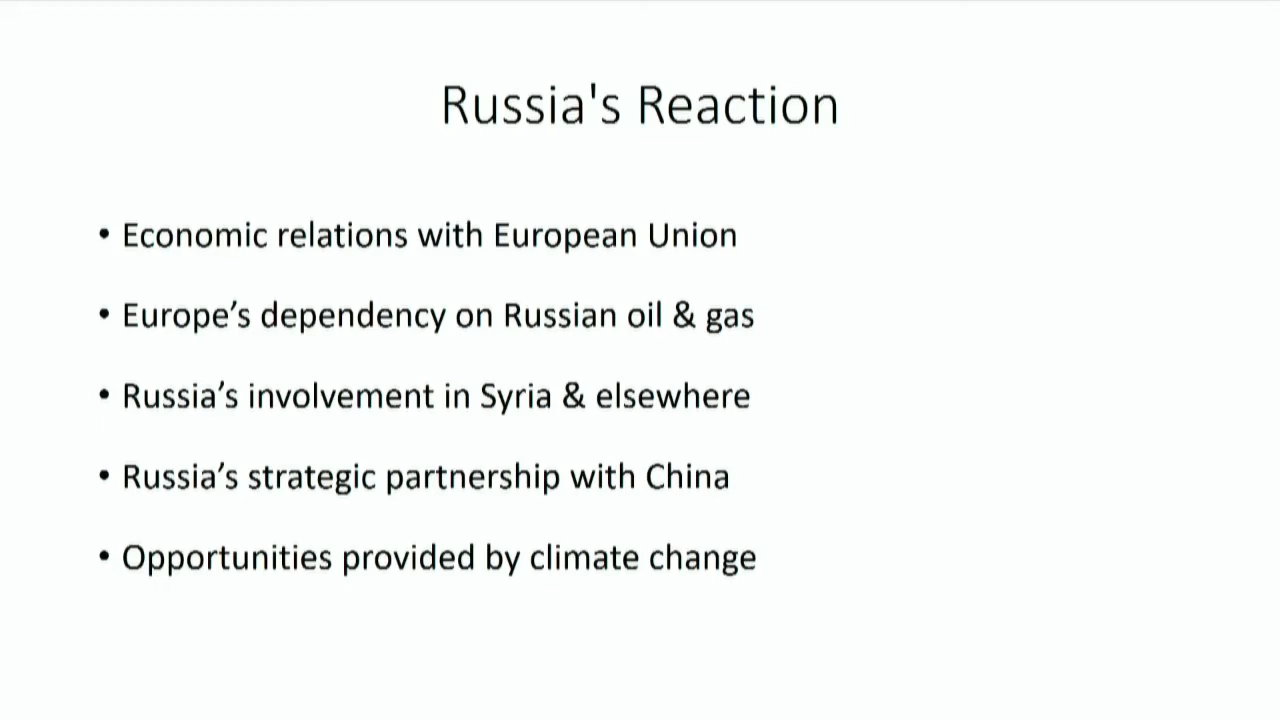 Russia's Reaction
• Economic relations with European Union
• Europe’s dependency on Russian oil & gas
• Russia’s involvement in Syria & elsewhere
• Russia’s strategic partnership with China
• Opportunities provided by climate change